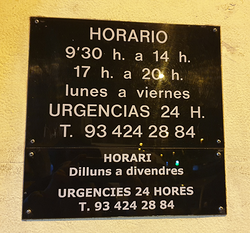 HORARIO
9'30 h. a 14 h.
17 h. a 20 h.
lunes a viernes
URGENCIAS 24 H.
T. 93 424 28 84
HORARI
Dilluns a divendres
URGENCIES 24 HORÈS
T. 93 424 28 84